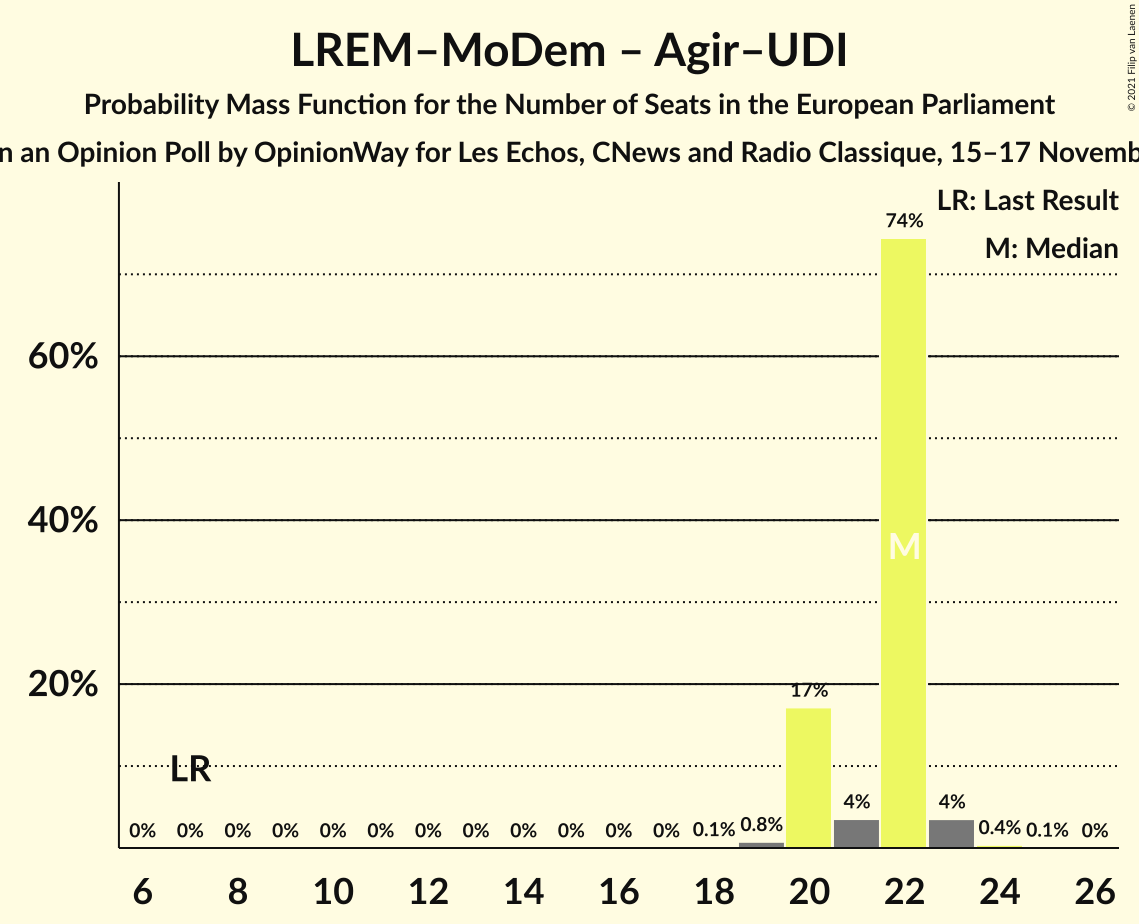 LREM–MoDem – Agir–UDI
Probability Mass Function for the Number of Seats in the European Parliament
an Opinion Poll by OpinionWay for Les Echos, CNews and Radio Classique, 15–17
© 2021 Filip van Laenen
LR: Last Result
M: Median
74%
60%
40%
M
20%
17%
LR
0% 0% 0% 0% 0% 0% 0% 0% 0% 0% 0% 0% 0.1% 0.8% 4% 4% 0.4% 0.1% 0%
6 8 10 12 14 16 18 20 22 24 26